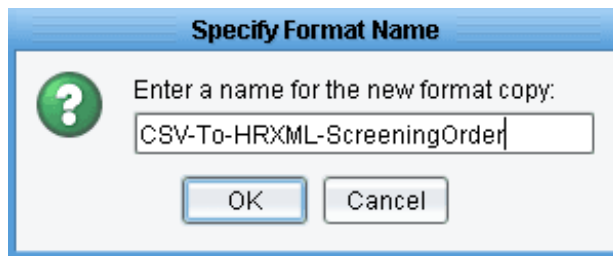 Specify Format Name
Enter a name for the new format copy:
CSV-To-HRXML-ScreeningOrder
OK Cancel